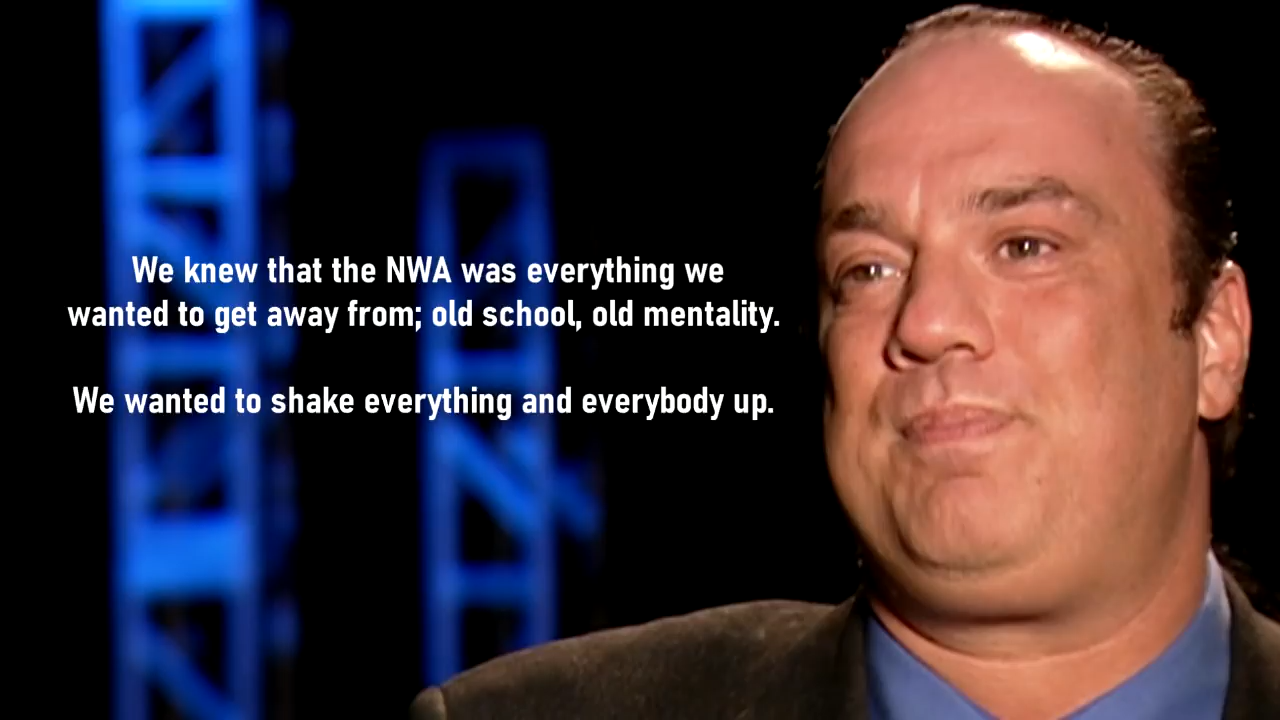 We knew that the NWA was everything we
wanted to get away from; old school, old mentality.
We wanted to shake everything and everybody up.